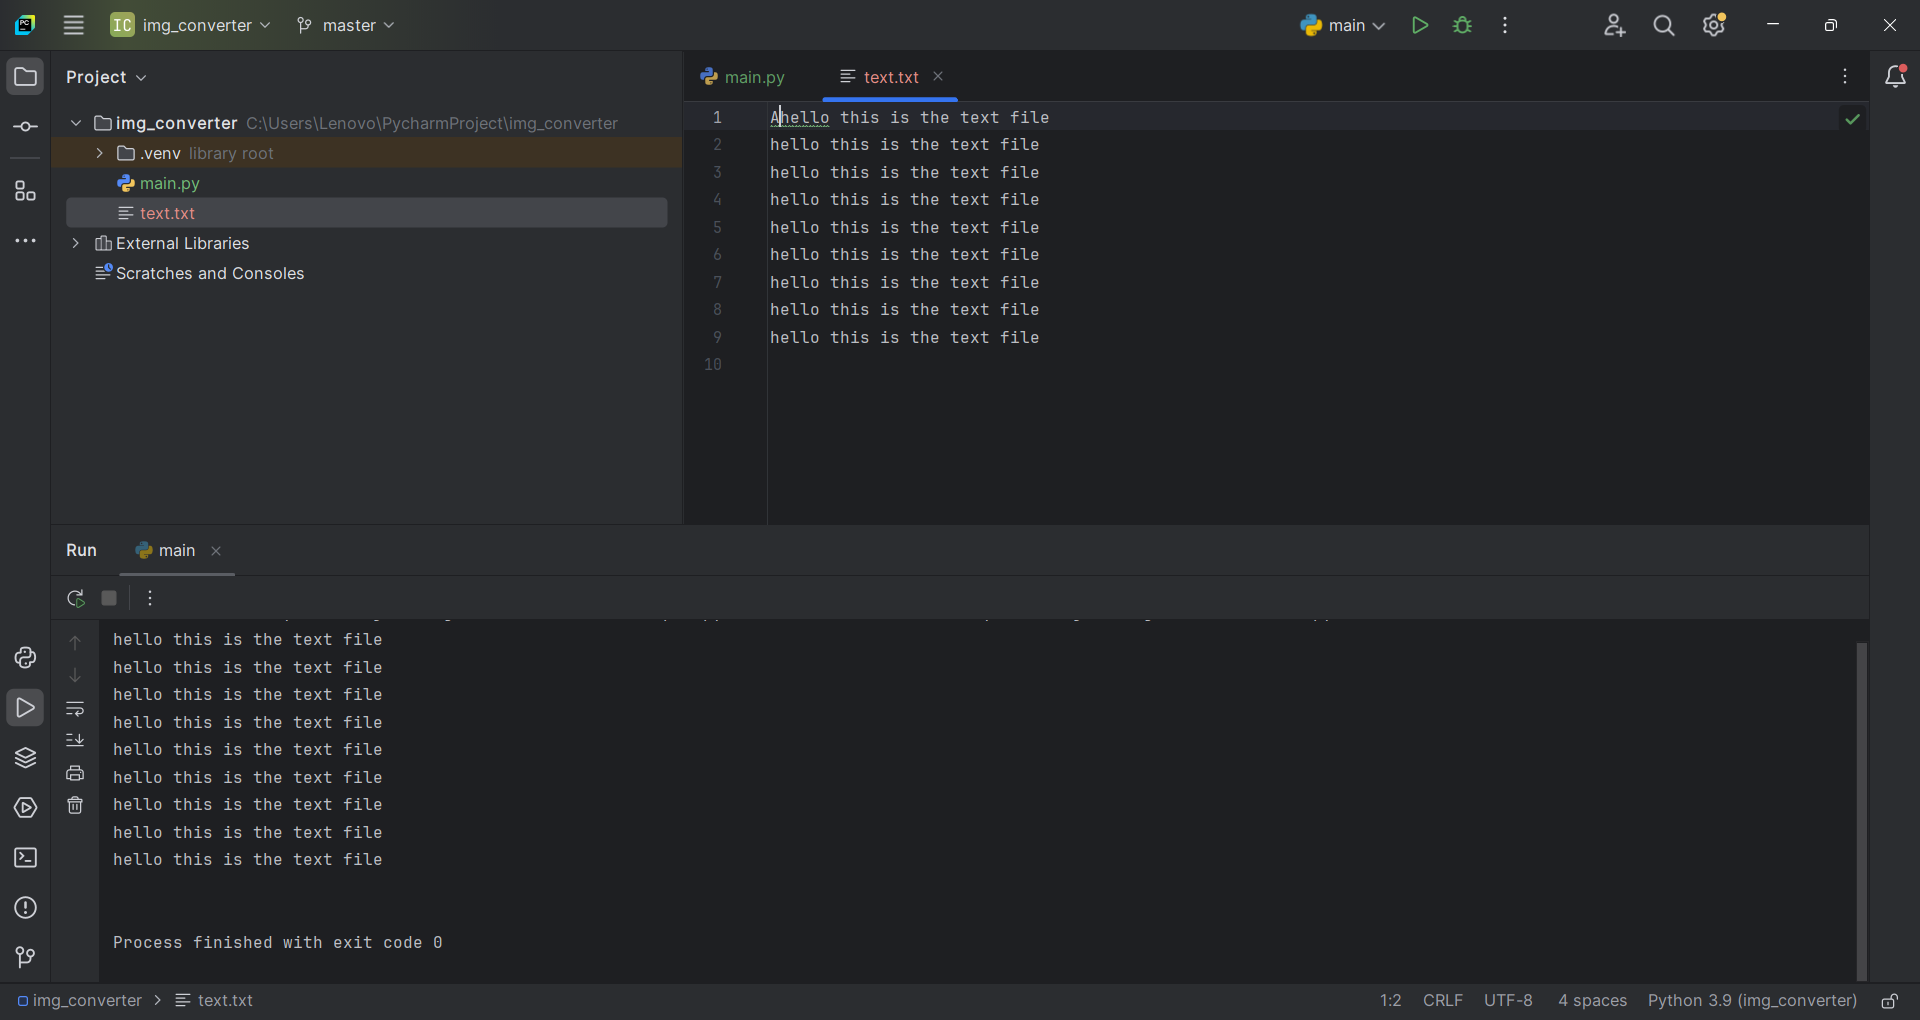 PC
IC img_converter
master
main
Project
main.py
text.txt
img_converter C:\Users\Lenovo\PycharmProject\img_converter
.venv library root
main.py
text.txt
External Libraries
Scratches and Consoles
1 Ahello this is the text file
2 hello this is the text file
3 hello this is the text file
4 hello this is the text file
5 hello this is the text file
6 hello this is the text file
7 hello this is the text file
8 hello this is the text file
9 hello this is the text file
10
Run
main
hello this is the text file
hello this is the text file
hello this is the text file
hello this is the text file
hello this is the text file
hello this is the text file
hello this is the text file
hello this is the text file
hello this is the text file
Process finished with exit code 0
img_converter > text.txt
1:2 CRLF UTF-8 4 spaces Python 3.9 (img_converter)